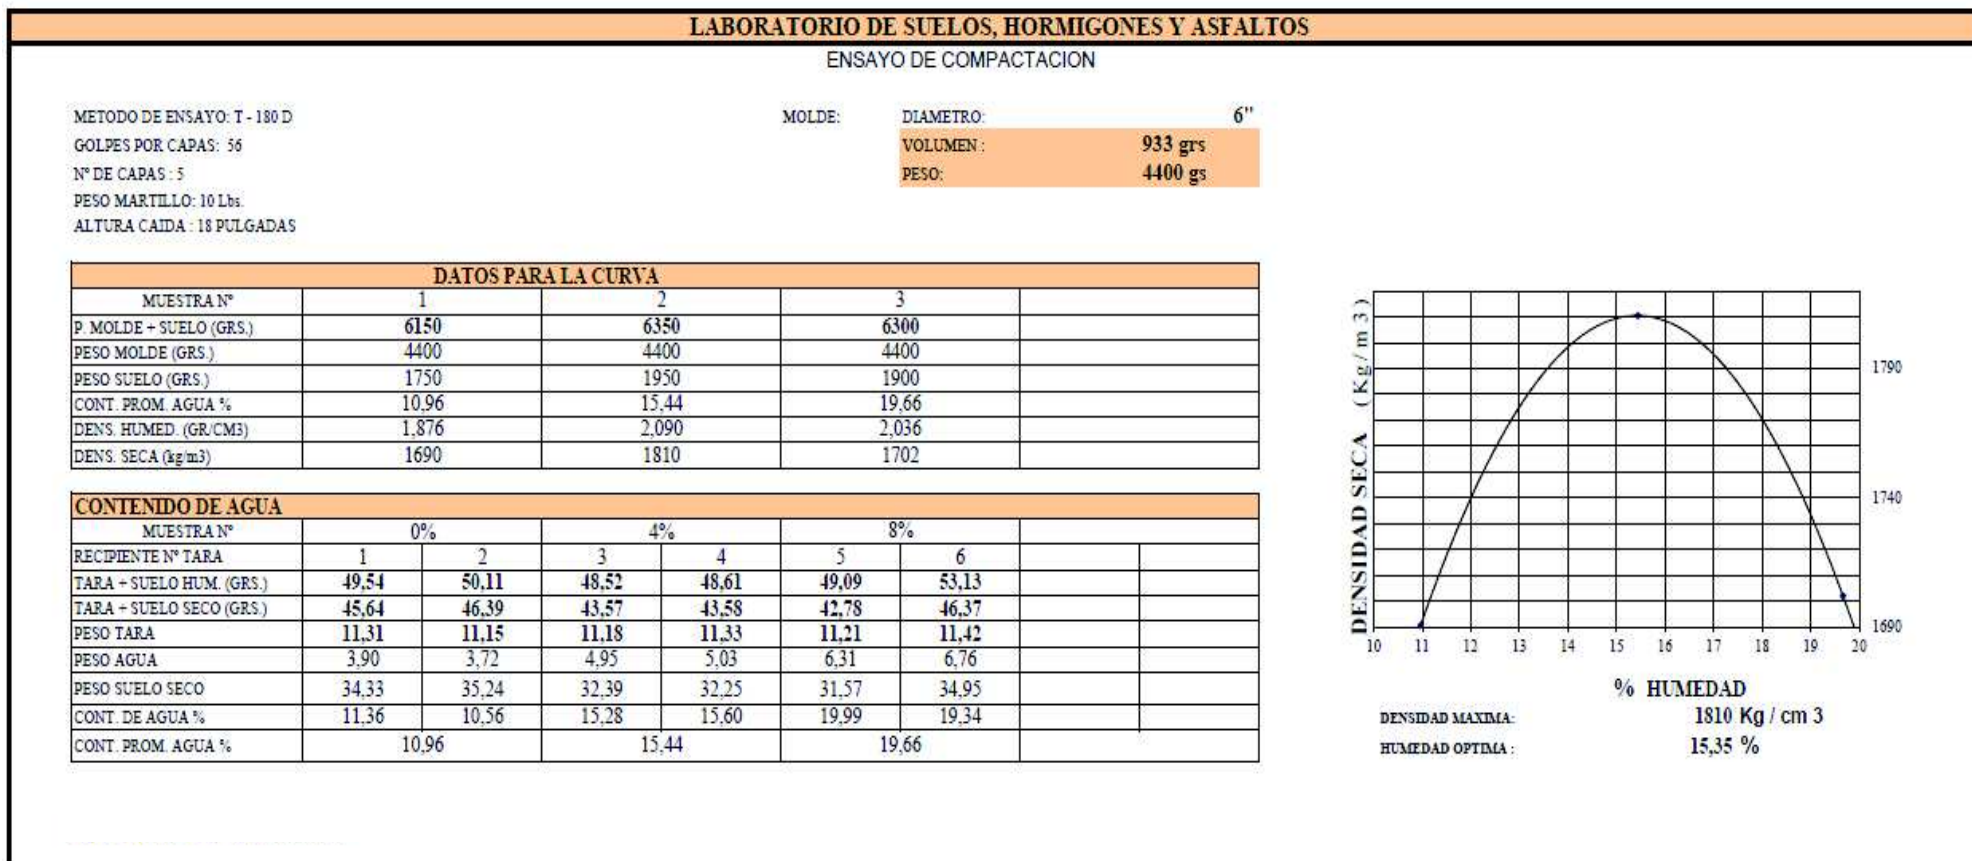 LABORATORIO DE SUELOS, HORMIGONES Y ASFALTOS
ENSAYO DE COMPACTACION
METODO DE ENSAYO: T - 180 D
MOLDE: DIAMETRO: 6"
GOLPES POR CAPAS: 56
VOLUMEN : 933 grs
Nº DE CAPAS : 5
PESO: 4400 gs
PESO MARTILLO: 10 Lbs.
ALTURA CAIDA : 18 PULGADAS
DATOS PARA LA CURVA
MUESTRA Nº 1 2 3
P. MOLDE + SUELO (GRS.) 6150 6350 6300
PESO MOLDE (GRS.) 4400 4400 4400
PESO SUELO (GRS.) 1750 1950 1900
CONT. PROM. AGUA % 10,96 15,44 19,66
DENS. HUMED. (GR/CM3) 1,876 2,090 2,036
DENS. SECA (kg/m3) 1690 1810 1702
CONTENIDO DE AGUA
MUESTRA Nº 0% 4% 8%
RECIPIENTE Nº TARA 1 2 3 4 5 6
TARA + SUELO HUM. (GRS.) 49,54 50,11 48,52 48,61 49,09 53,13
TARA + SUELO SECO (GRS.) 45,64 46,39 43,57 43,58 42,78 46,37
PESO TARA 11,31 11,15 11,18 11,33 11,21 11,42
PESO AGUA 3,90 3,72 4,95 5,03 6,31 6,76
PESO SUELO SECO 34,33 35,24 32,39 32,25 31,57 34,95
CONT. DE AGUA % 11,36 10,56 15,28 15,60 19,99 19,34
CONT. PROM. AGUA % 10,96 15,44 19,66
DENSIDAD SECA (Kg/m 3)
1790
1740
1690
10 11 12 13 14 15 16 17 18 19 20
% HUMEDAD
DENSIDAD MAXIMA: 1810 Kg / cm 3
HUMEDAD OPTIMA : 15,35 %